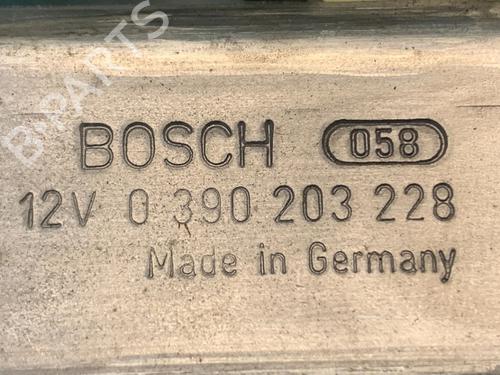 B-PARTS
BOSCH 058
12V 0 390 203 228
Made in Germany